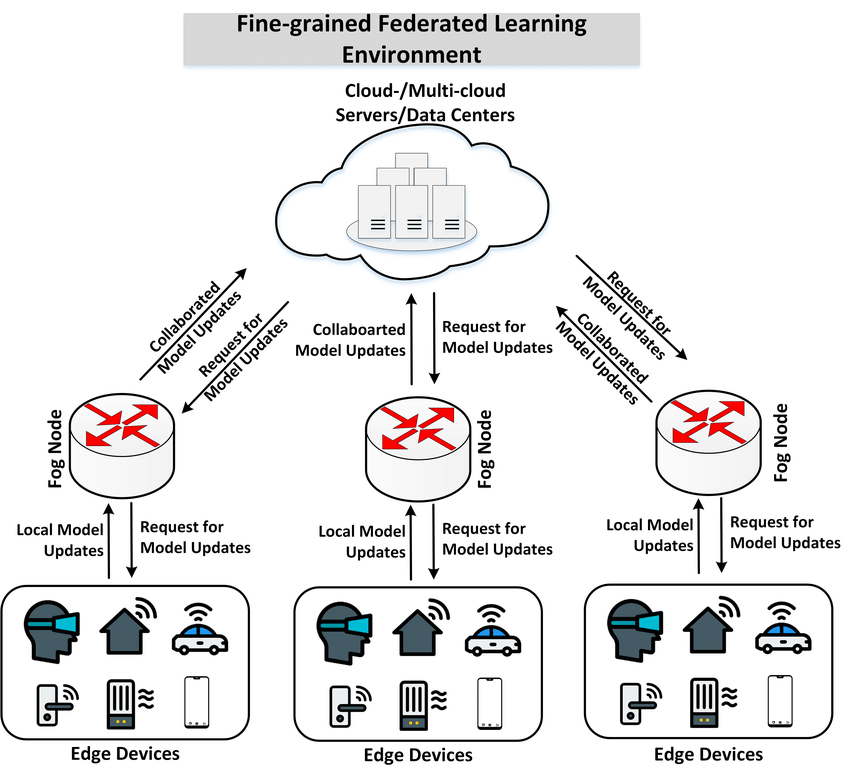 Fine-grained Federated Learning
Environment
Cloud-/Multi-cloud
Servers/Data Centers
Collaborated
Model Updates
Request for
Model Updates
Collaboarted
Model Updates
Request for
Model Updates
Request for
Model Updates
Collaborated
Model Updates
Fog Node
Fog Node
Fog Node
Local Model
Updates
Request for
Model Updates
Local Model
Updates
Request for
Model Updates
Local Model
Updates
Request for
Model Updates
Edge Devices
Edge Devices
Edge Devices